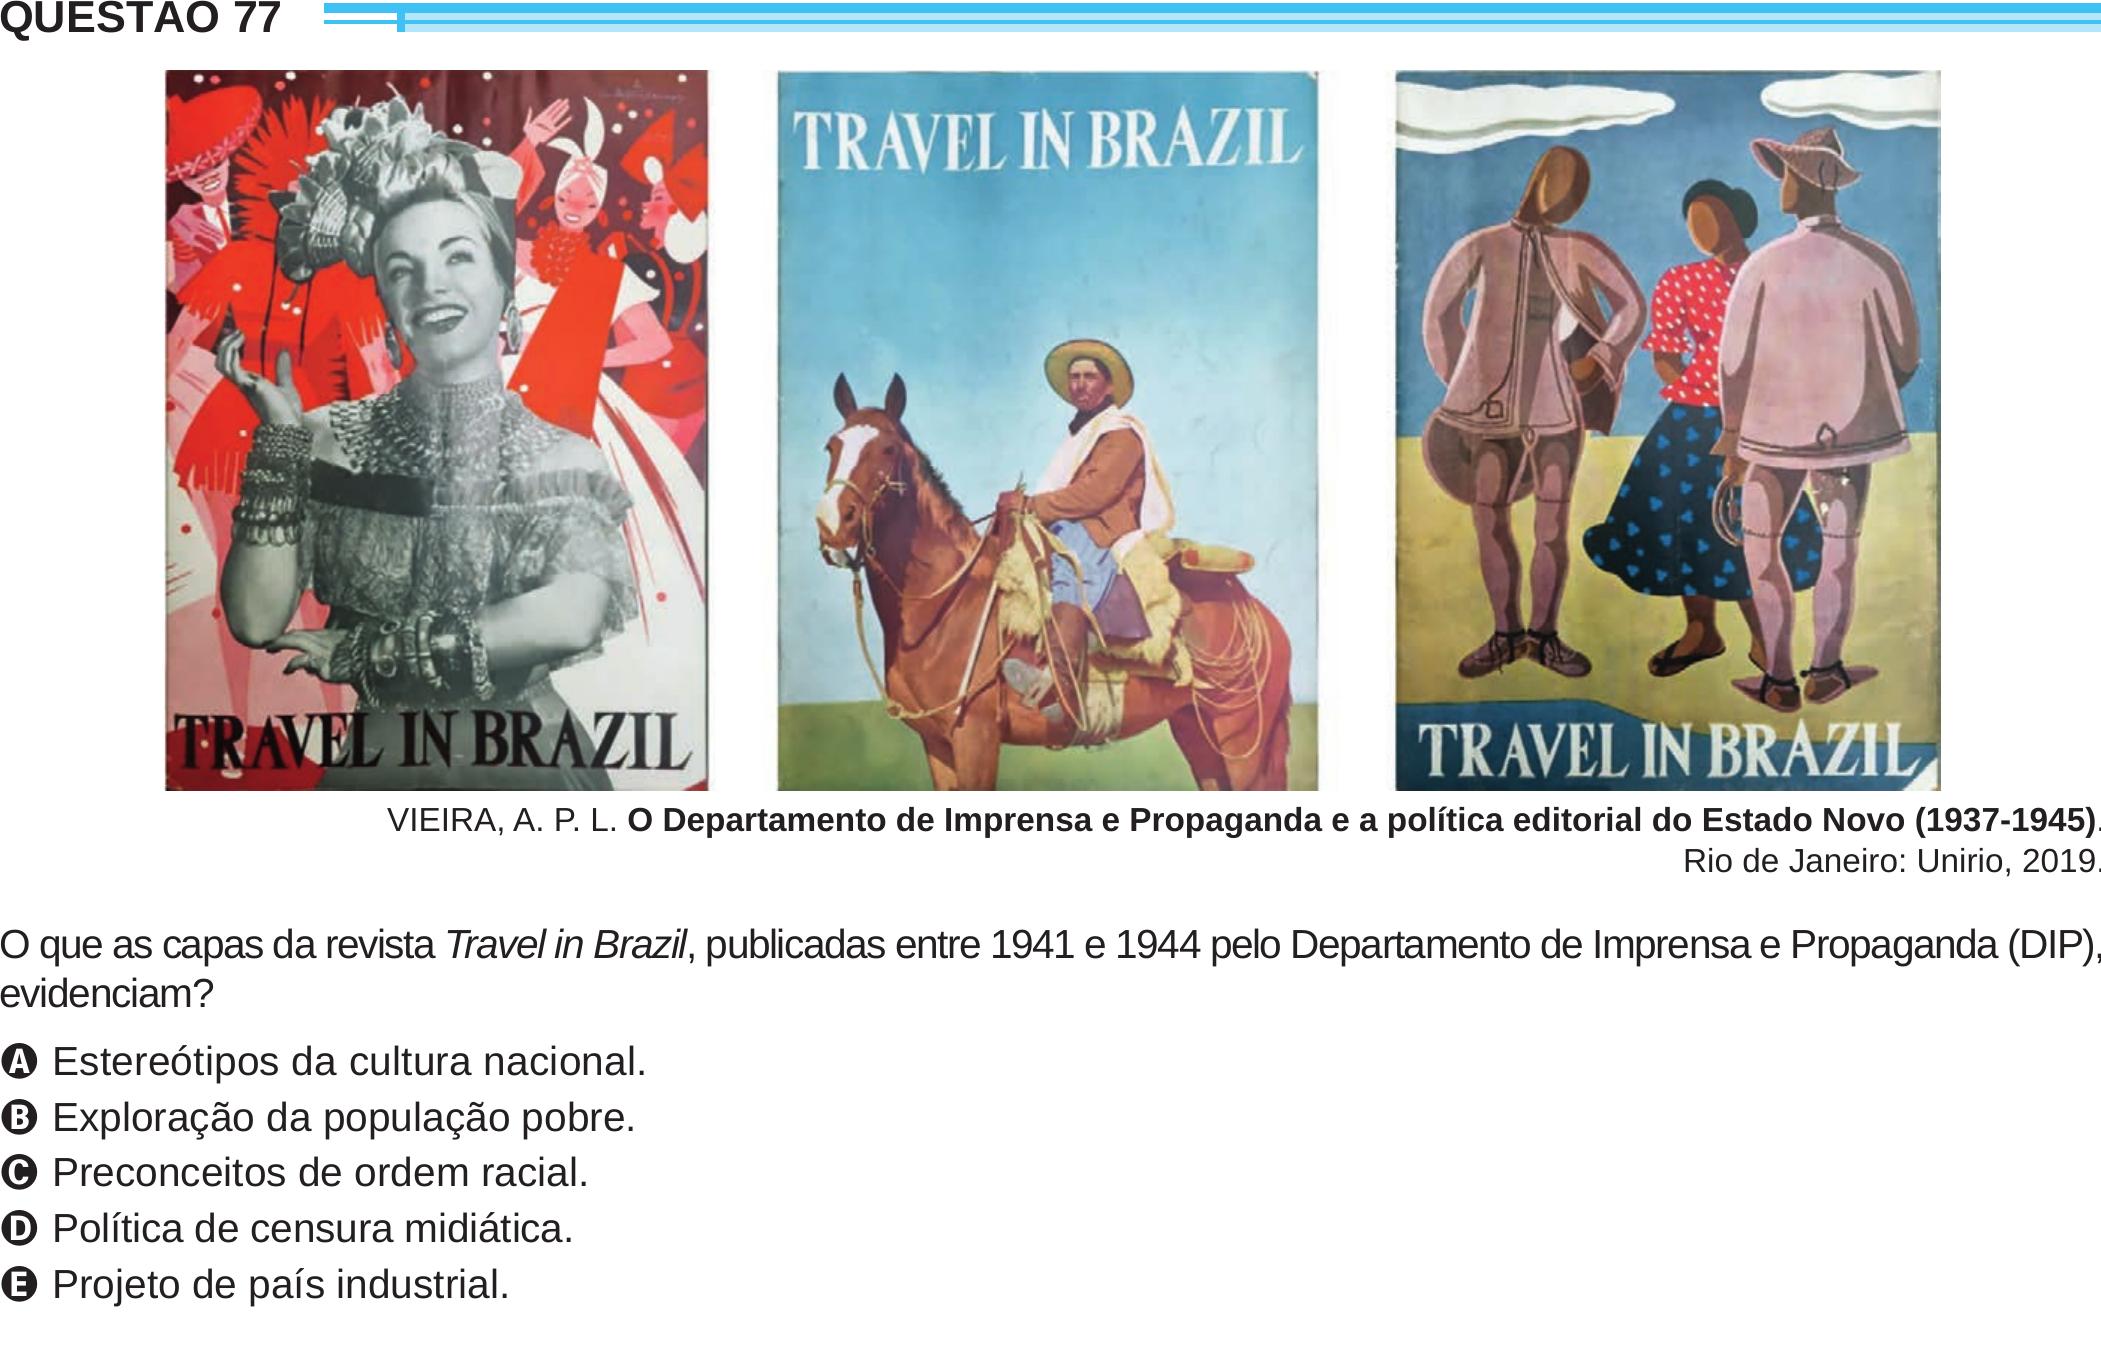 QUESTÃO 77
TRAVEL IN BRAZIL
TRAVEL IN BRAZIL
TRAVEL IN BRAZIL
VIEIRA, A. P. L. O Departamento de Imprensa e Propaganda e a política editorial do Estado Novo (1937-1945).
Rio de Janeiro: Unirio, 2019.
O que as capas da revista Travel in Brazil, publicadas entre 1941 e 1944 pelo Departamento de Imprensa e Propaganda (DIP),
evidenciam?
A Estereótipos da cultura nacional.
B Exploração da população pobre.
C Preconceitos de ordem racial.
D Política de censura midiática.
E Projeto de país industrial.